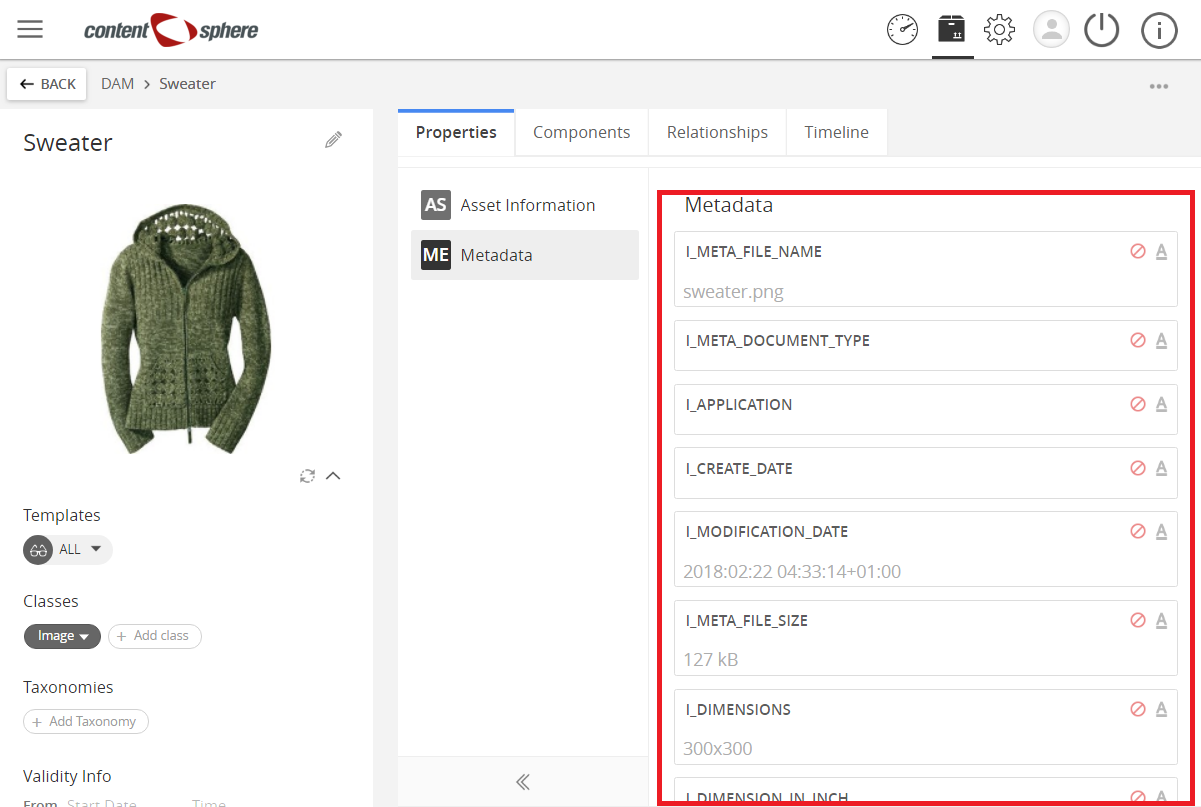 content sphere
BACK
DAM > Sweater
Sweater
Templates
ALL
Classes
Image
+ Add class
Taxonomies
+ Add Taxonomy
Validity Info
From Start Date Time
Properties
Components
Relationships
Timeline
AS Asset Information
ME Metadata
Metadata
I_META_FILE_NAME
A
sweater.png
I_META_DOCUMENT_TYPE
A
I_APPLICATION
A
I_CREATE_DATE
A
I_MODIFICATION_DATE
A
2018:02:22 04:33:14+01:00
I_META_FILE_SIZE
A
127 kB
I_DIMENSIONS
A
300x300
I_DIMENSION_IN_INCH
A